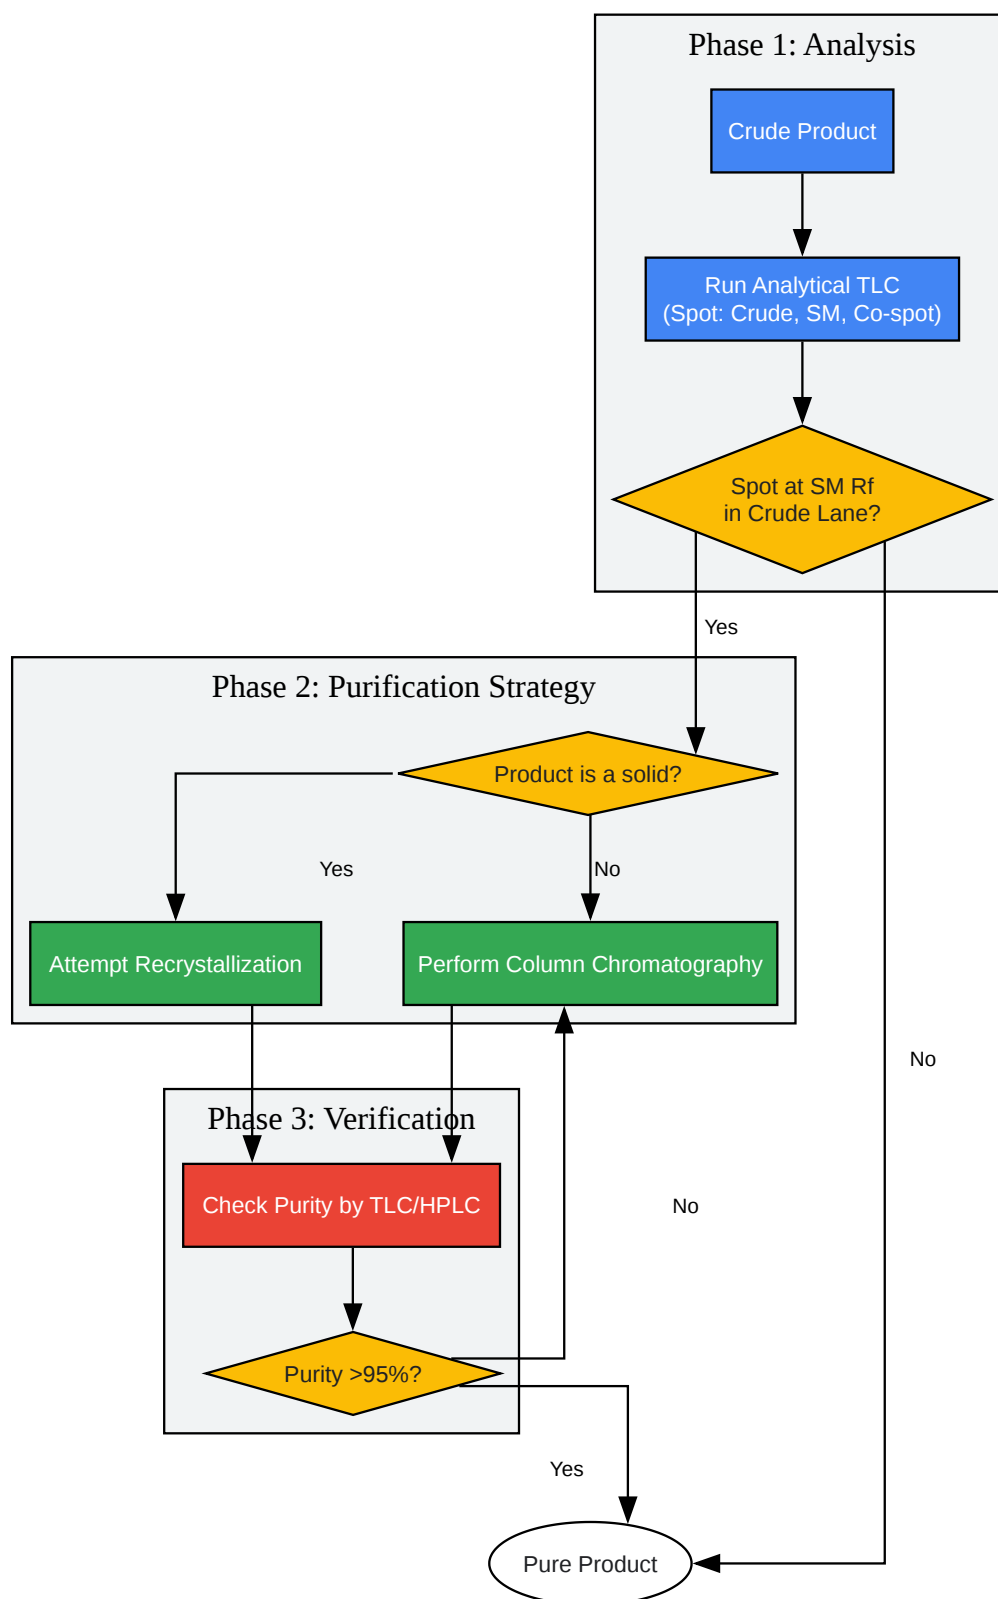 Phase 1: Analysis
Crude Product
Run Analytical TLC
(Spot: Crude, SM, Co-spot)
Spot at SM Rf
in Crude Lane?
Yes
Phase 2: Purification Strategy
Product is a solid?
Yes
No
Attempt Recrystallization
Perform Column Chromatography
No
Phase 3: Verification
Check Purity by TLC/HPLC
No
Purity >95%?
Yes
Pure Product